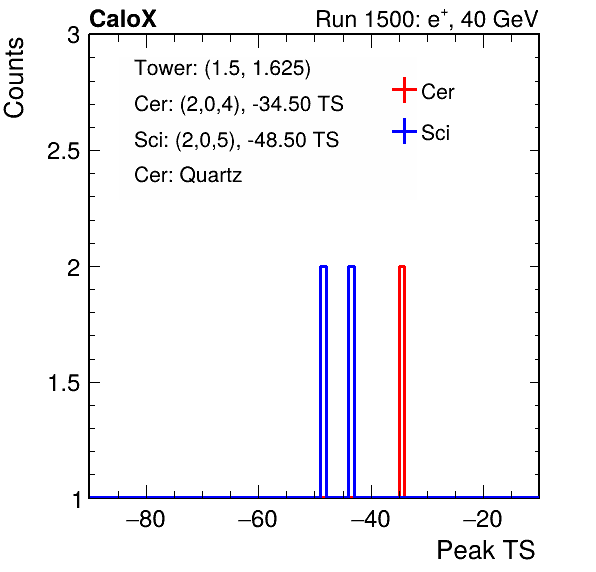 CaloX Run 1500: e⁺, 40 GeV
Counts
3
2.5
2
1.5
1
Tower: (1.5, 1.625)
Cer: (2,0,4), -34.50 TS
Sci: (2,0,5), -48.50 TS
Cer: Quartz
Cer
Sci
−80 −60 −40 −20
Peak TS